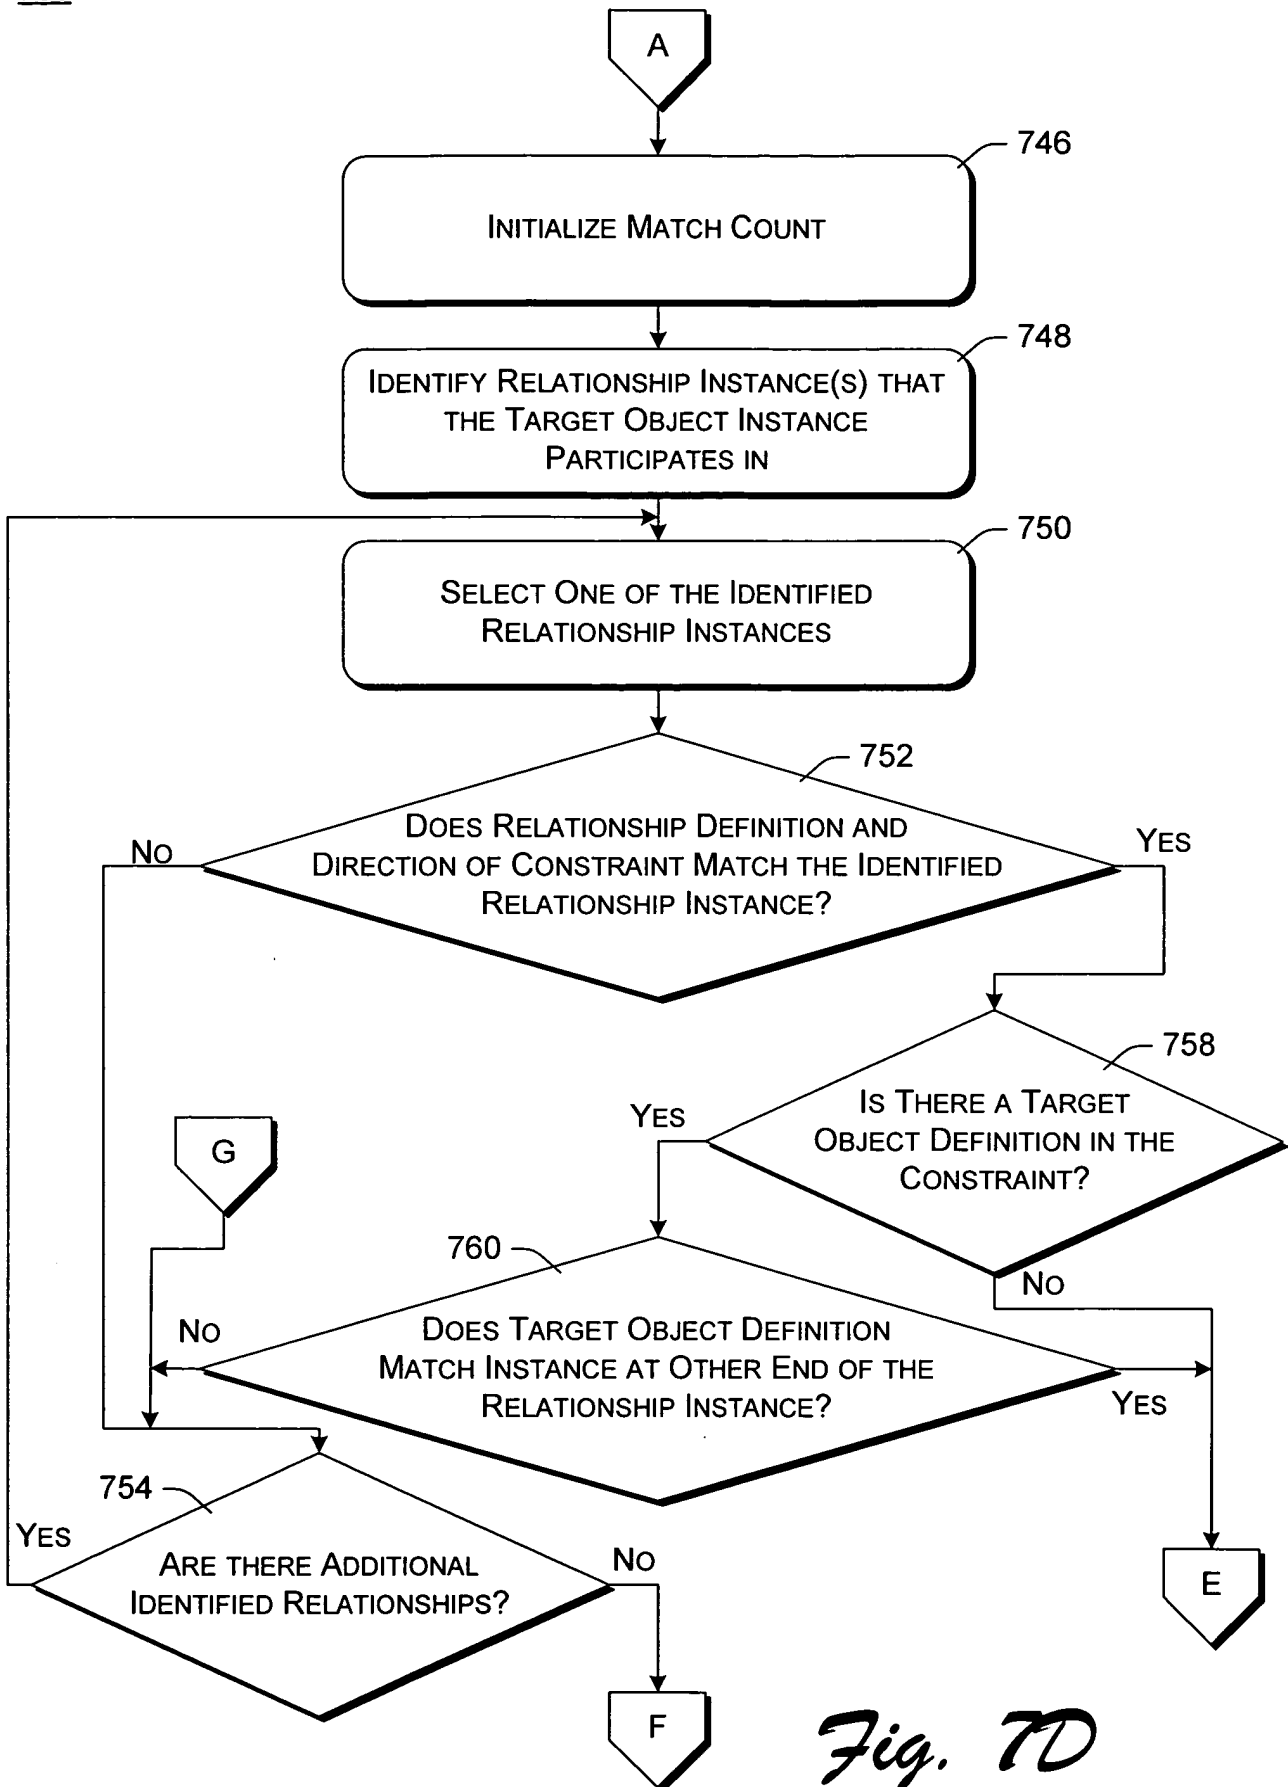 A
746
INITIALIZE MATCH COUNT
748
IDENTIFY RELATIONSHIP INSTANCE(S) THAT
THE TARGET OBJECT INSTANCE
PARTICIPATES IN
750
SELECT ONE OF THE IDENTIFIED
RELATIONSHIP INSTANCES
752
DOES RELATIONSHIP DEFINITION AND
DIRECTION OF CONSTRAINT MATCH THE IDENTIFIED
RELATIONSHIP INSTANCE?
NO
YES
758
IS THERE A TARGET
OBJECT DEFINITION IN THE
CONSTRAINT?
YES
NO
G
760
DOES TARGET OBJECT DEFINITION
MATCH INSTANCE AT OTHER END OF THE
RELATIONSHIP INSTANCE?
NO
YES
754
ARE THERE ADDITIONAL
IDENTIFIED RELATIONSHIPS?
YES
NO
E
F
Fig. 7D